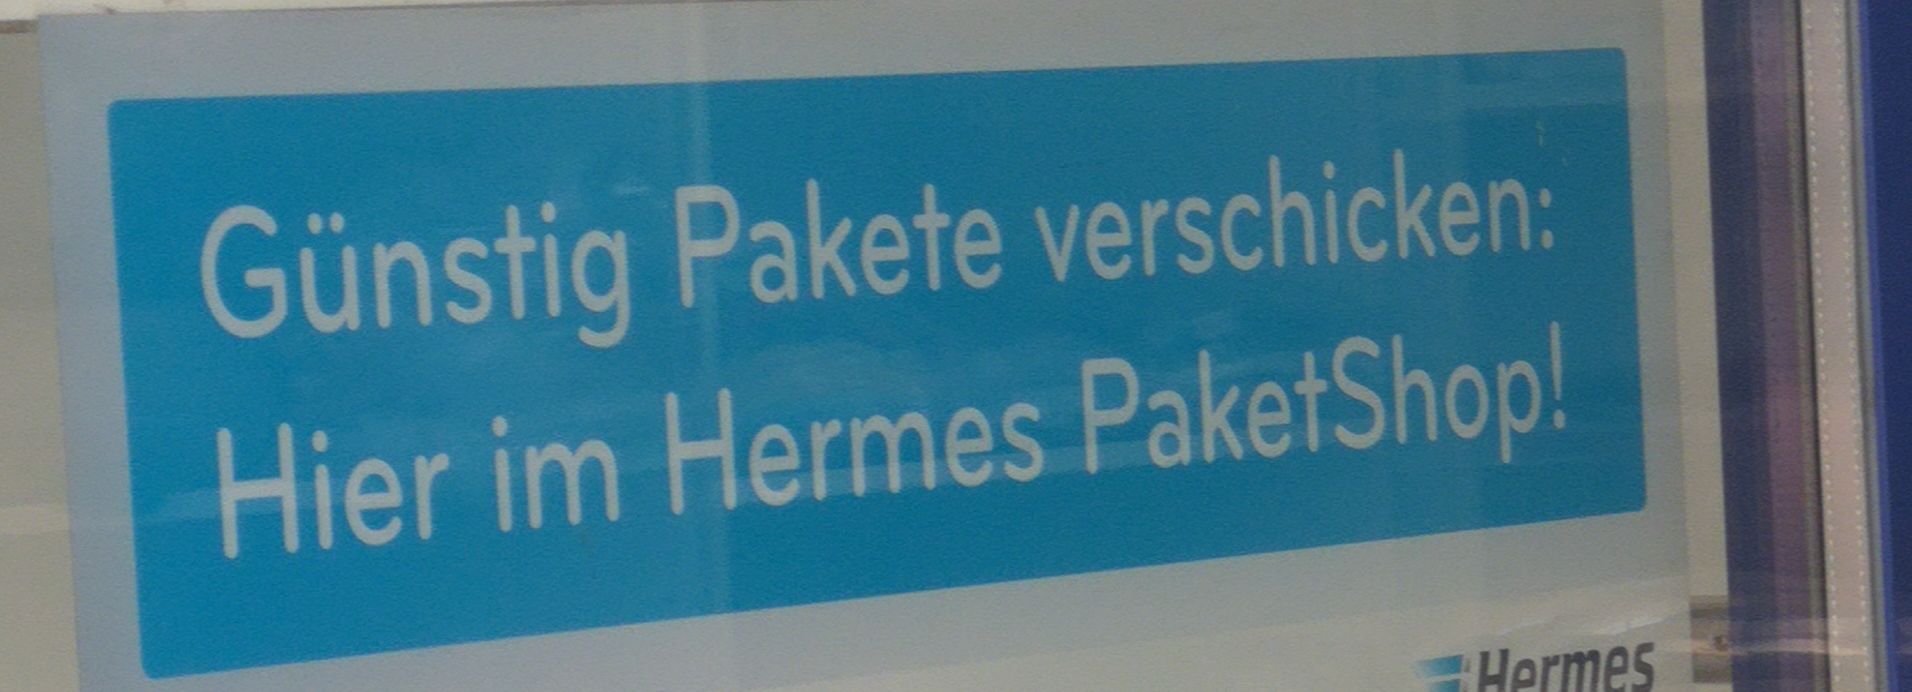 Günstig Pakete verschicken:
Hier im Hermes PaketShop!
Hermes